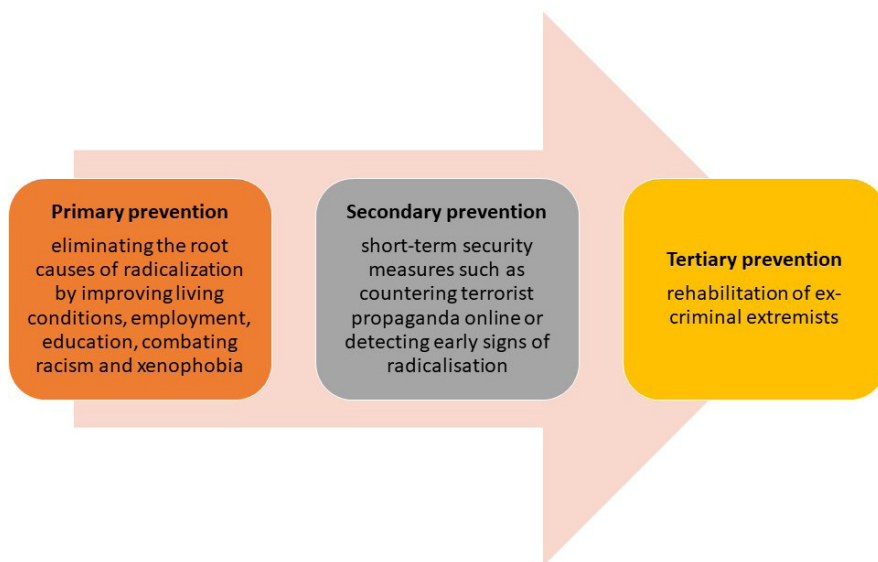 Primary prevention
eliminating the root
causes of radicalization
by improving living
conditions, employment,
education, combating
racism and xenophobia
Secondary prevention
short-term security
measures such as
countering terrorist
propaganda online or
detecting early signs of
radicalisation
Tertiary prevention
rehabilitation of ex-
criminal extremists